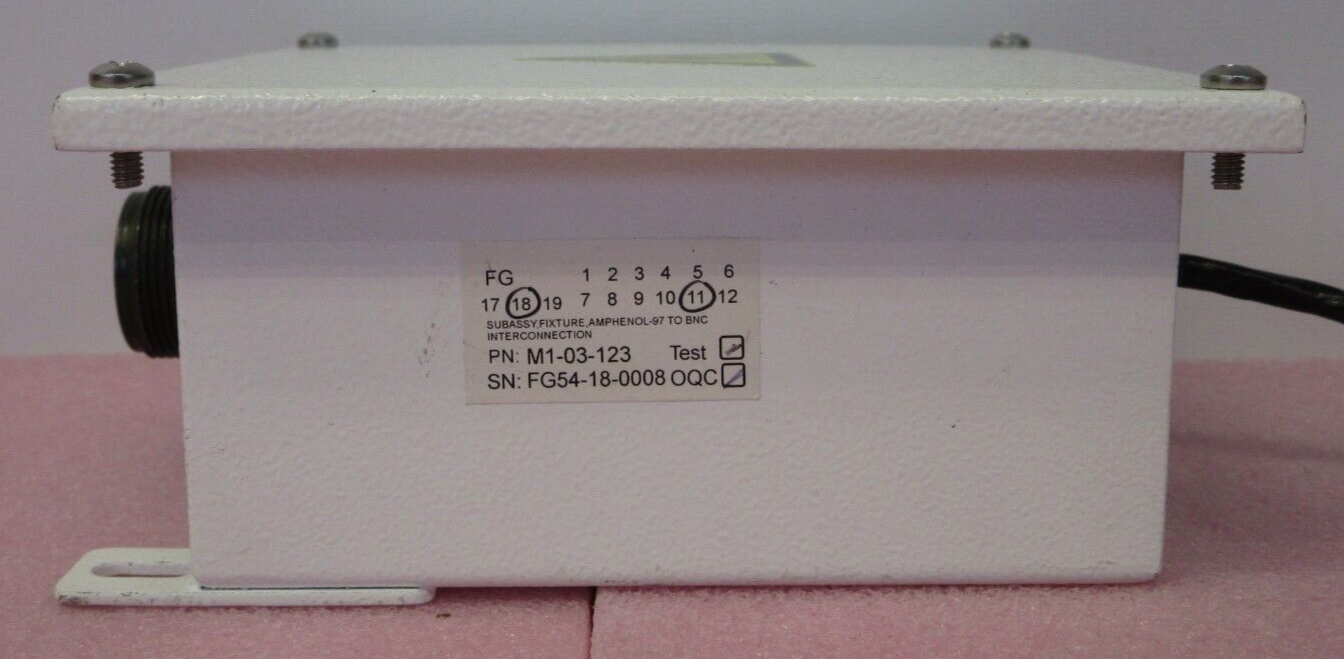 FG 1 2 3 4 5 6
17 18 19 7 8 9 10 11 12
SUBASSY,FIXTURE,AMPHENOL-97 TO BNC
INTERCONNECTION
PN: M1-03-123 Test
SN: FG54-18-0008 OQC